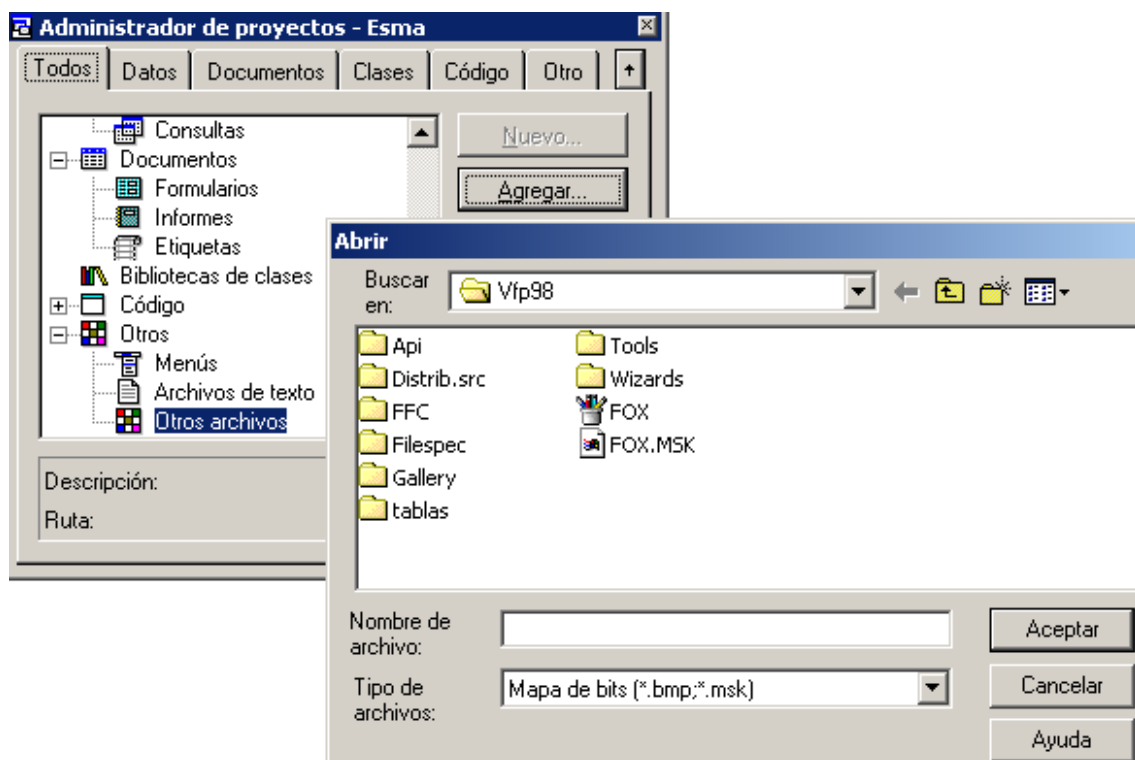 Administrador de proyectos - Esma
Todos Datos Documentos Clases Código Otro
Consultas
Nuevo...
Documentos
Formularios
Agregar...
Informes
Etiquetas
Bibliotecas de clases
Código
Otros
Menús
Archivos de texto
Otros archivos
Descripción:
Ruta:
Abrir
Buscar
en:
Vfp98
Api
Distrib.src
FFC
Filespec
Gallery
tablas
Tools
Wizards
FOX
FOX.MSK
Nombre de
archivo:
Aceptar
Tipo de
archivos:
Mapa de bits (*.bmp;*.msk)
Cancelar
Ayuda